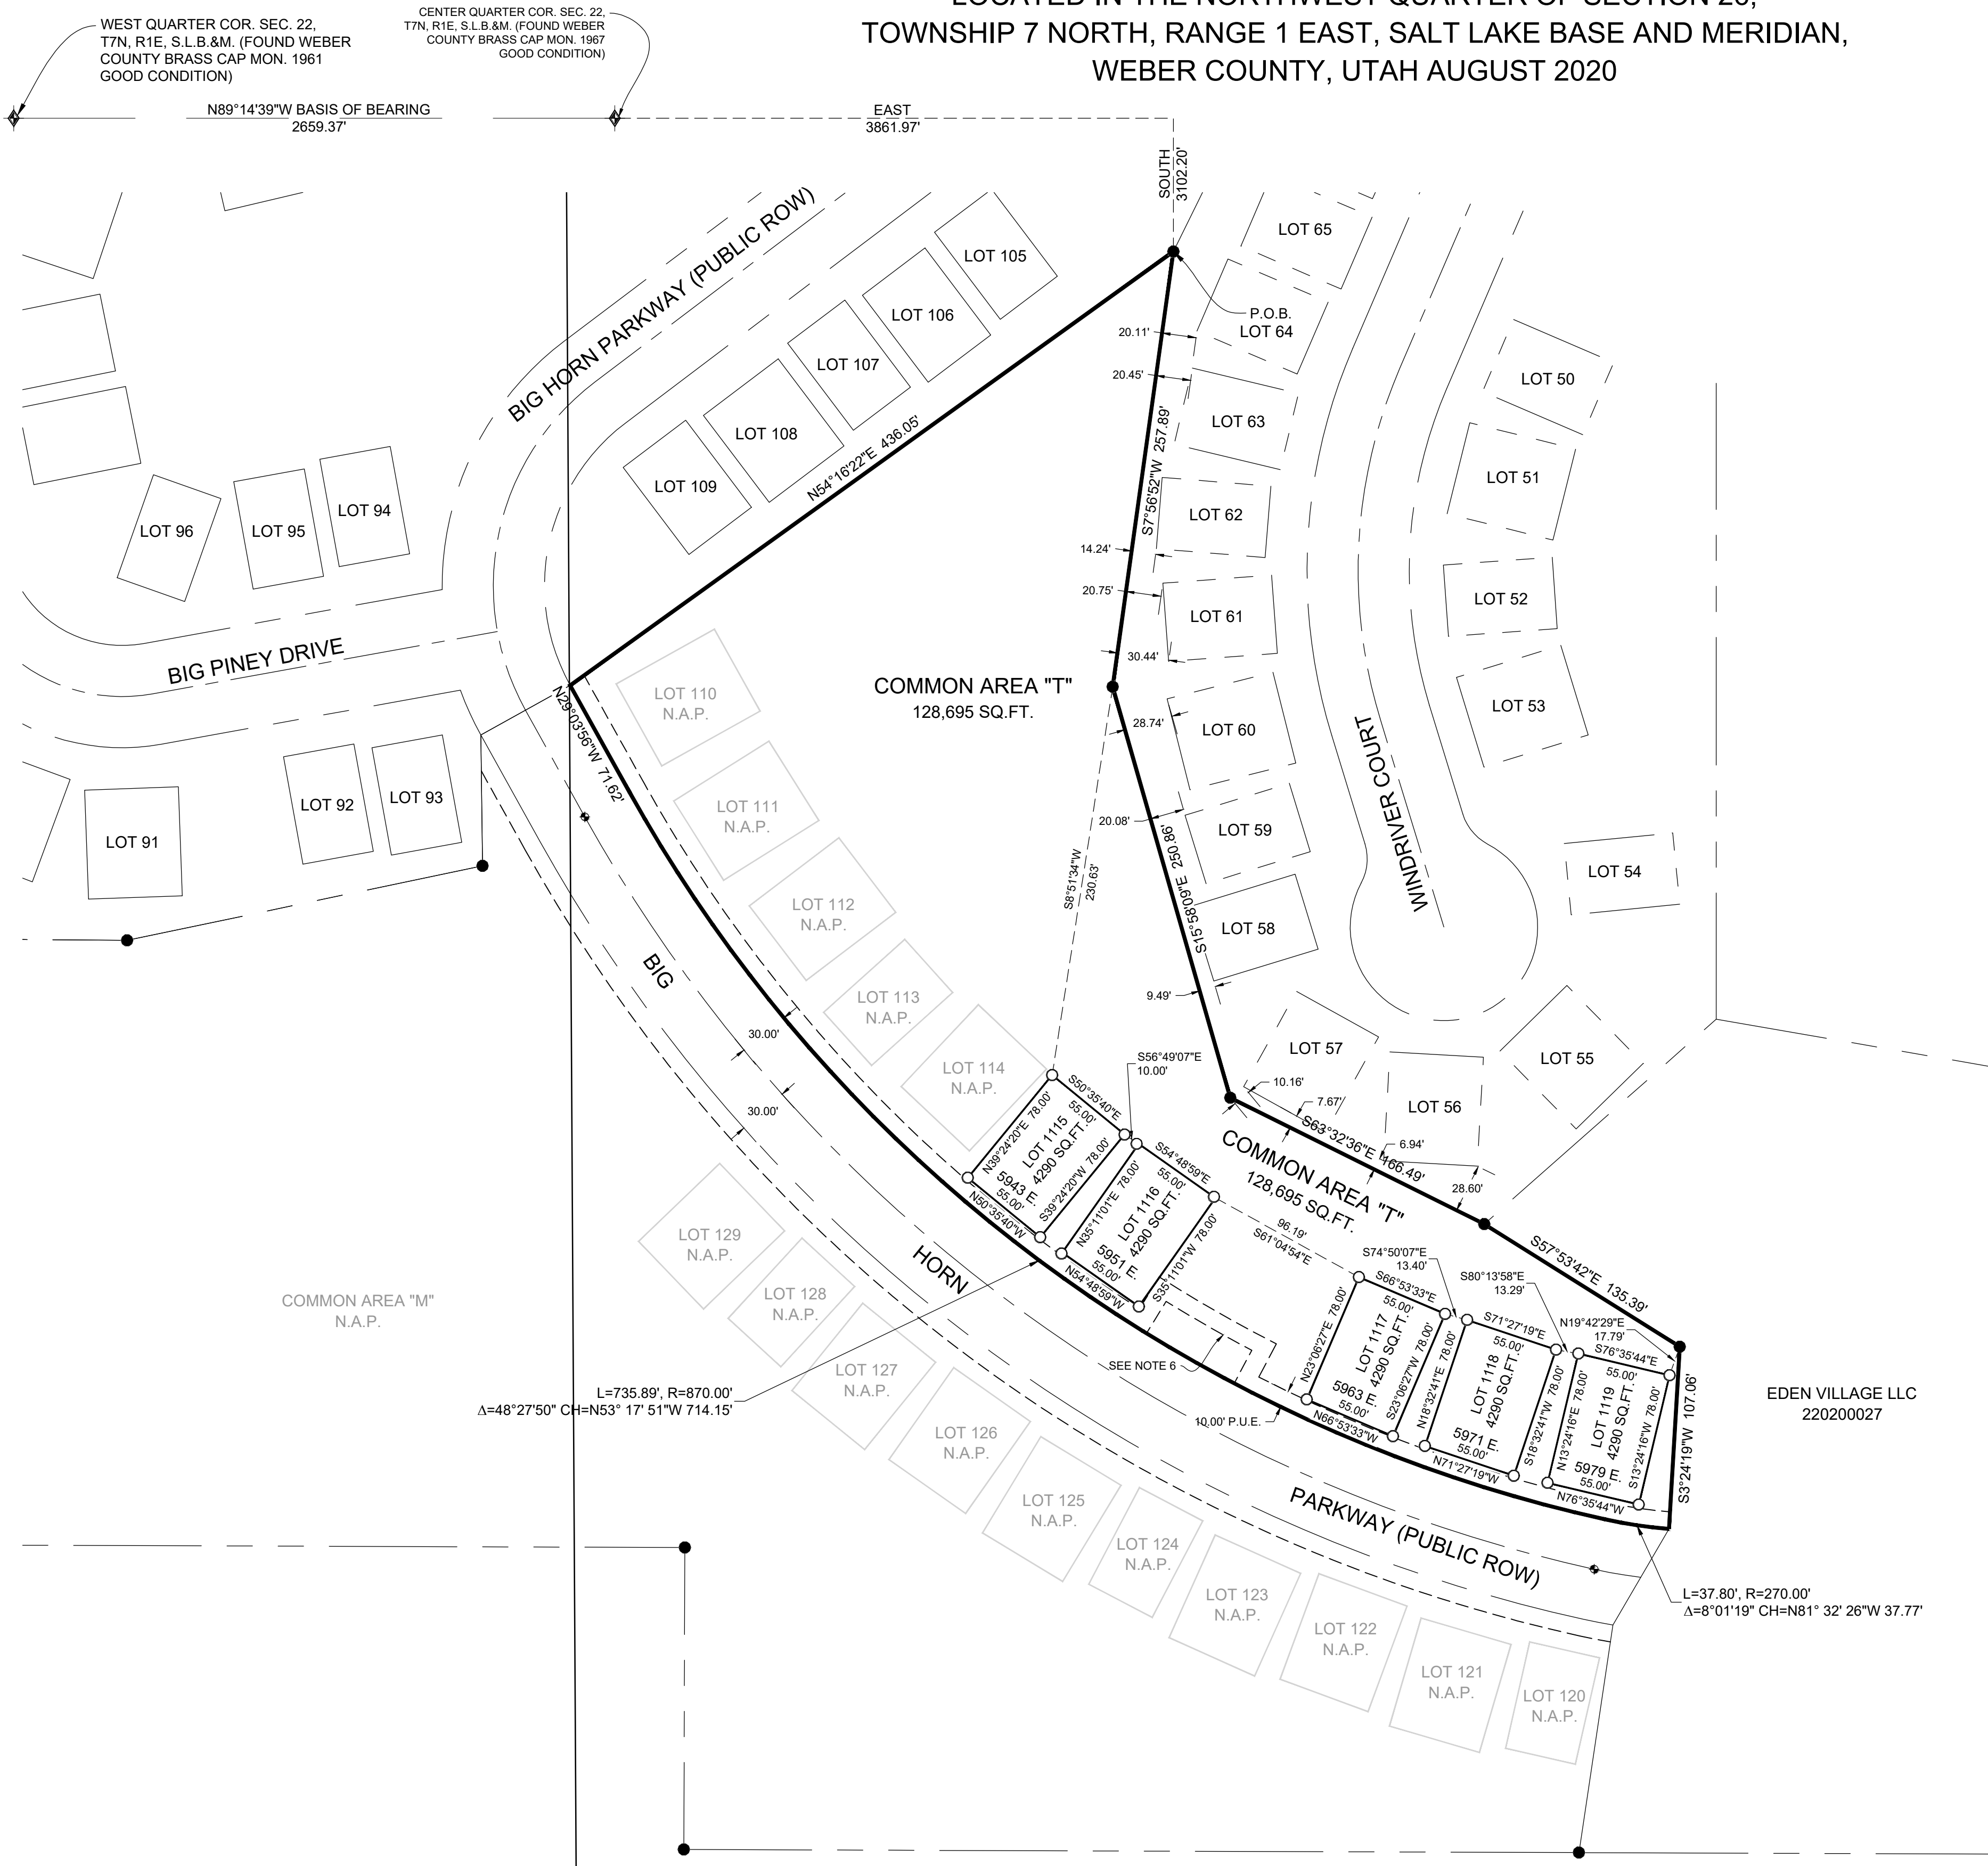 LOCATED IN THE NORTHWEST QUARTER OF SECTION 26,
TOWNSHIP 7 NORTH, RANGE 1 EAST, SALT LAKE BASE AND MERIDIAN,
WEBER COUNTY, UTAH AUGUST 2020
WEST QUARTER COR. SEC. 22,
T7N, R1E, S.L.B.&M. (FOUND WEBER
COUNTY BRASS CAP MON. 1961
GOOD CONDITION)
CENTER QUARTER COR. SEC. 22,
T7N, R1E, S.L.B.&M. (FOUND WEBER
COUNTY BRASS CAP MON. 1967
GOOD CONDITION)
N89°14'39"W BASIS OF BEARING
2659.37'
EAST
3861.97'
SOUTH
3102.20'
P.O.B.
BIG HORN PARKWAY (PUBLIC ROW)
LOT 105
LOT 106
LOT 107
LOT 108
LOT 109
N54°16'22"E 436.05'
LOT 65
LOT 64
LOT 63
LOT 62
LOT 61
LOT 60
LOT 59
LOT 58
LOT 57
LOT 56
LOT 55
LOT 54
LOT 53
LOT 52
LOT 51
LOT 50
20.11'
20.45'
S7°56'52"W 257.89'
14.24'
20.75'
30.44'
28.74'
20.08'
S15°58'09"E 250.86'
9.49'
WINDRIVER COURT
LOT 96
LOT 95
LOT 94
BIG PINEY DRIVE
LOT 91
LOT 92
LOT 93
N29°03'56"W 71.62'
COMMON AREA "T"
128,695 SQ.FT.
LOT 110
N.A.P.
LOT 111
N.A.P.
LOT 112
N.A.P.
LOT 113
N.A.P.
LOT 114
N.A.P.
S8°51'34"W
230.63'
BIG
HORN
PARKWAY (PUBLIC ROW)
30.00'
30.00'
10.16'
7.67'
S63°32'36"E 166.49'
6.94'
28.60'
COMMON AREA "T"
128,695 SQ.FT.
S57°53'42"E 135.39'
S56°49'07"E
10.00'
S50°35'40"E
55.00'
N39°24'20"E 78.00'
LOT 1115
4290 SQ.FT.
5943 E.
S39°24'20"W 78.00'
55.00'
N50°35'40"W
S54°48'59"E
55.00'
N35°11'01"E 78.00'
LOT 1116
4290 SQ.FT.
5951 E.
S35°11'01"W 78.00'
55.00'
N54°48'59"W
96.19'
S61°04'54"E
S66°53'33"E
55.00'
N23°06'27"E 78.00'
LOT 1117
4290 SQ.FT.
5963 E.
S23°06'27"W 78.00'
55.00'
N66°53'33"W
S74°50'07"E
13.40'
S71°27'19"E
55.00'
N18°32'41"E 78.00'
LOT 1118
4290 SQ.FT.
5971 E.
S18°32'41"W 78.00'
55.00'
N71°27'19"W
S80°13'58"E
13.29'
N19°42'29"E
17.79'
S76°35'44"E
55.00'
N13°24'16"E 78.00'
LOT 1119
4290 SQ.FT.
5979 E.
S13°24'16"W 78.00'
55.00'
N76°35'44"W
S3°24'19"W 107.06'
EDEN VILLAGE LLC
220200027
SEE NOTE 6
10.00' P.U.E.
L=735.89', R=870.00'
Δ=48°27'50" CH=N53° 17' 51"W 714.15'
L=37.80', R=270.00'
Δ=8°01'19" CH=N81° 32' 26"W 37.77'
COMMON AREA "M"
N.A.P.
LOT 129
N.A.P.
LOT 128
N.A.P.
LOT 127
N.A.P.
LOT 126
N.A.P.
LOT 125
N.A.P.
LOT 124
N.A.P.
LOT 123
N.A.P.
LOT 122
N.A.P.
LOT 121
N.A.P.
LOT 120
N.A.P.